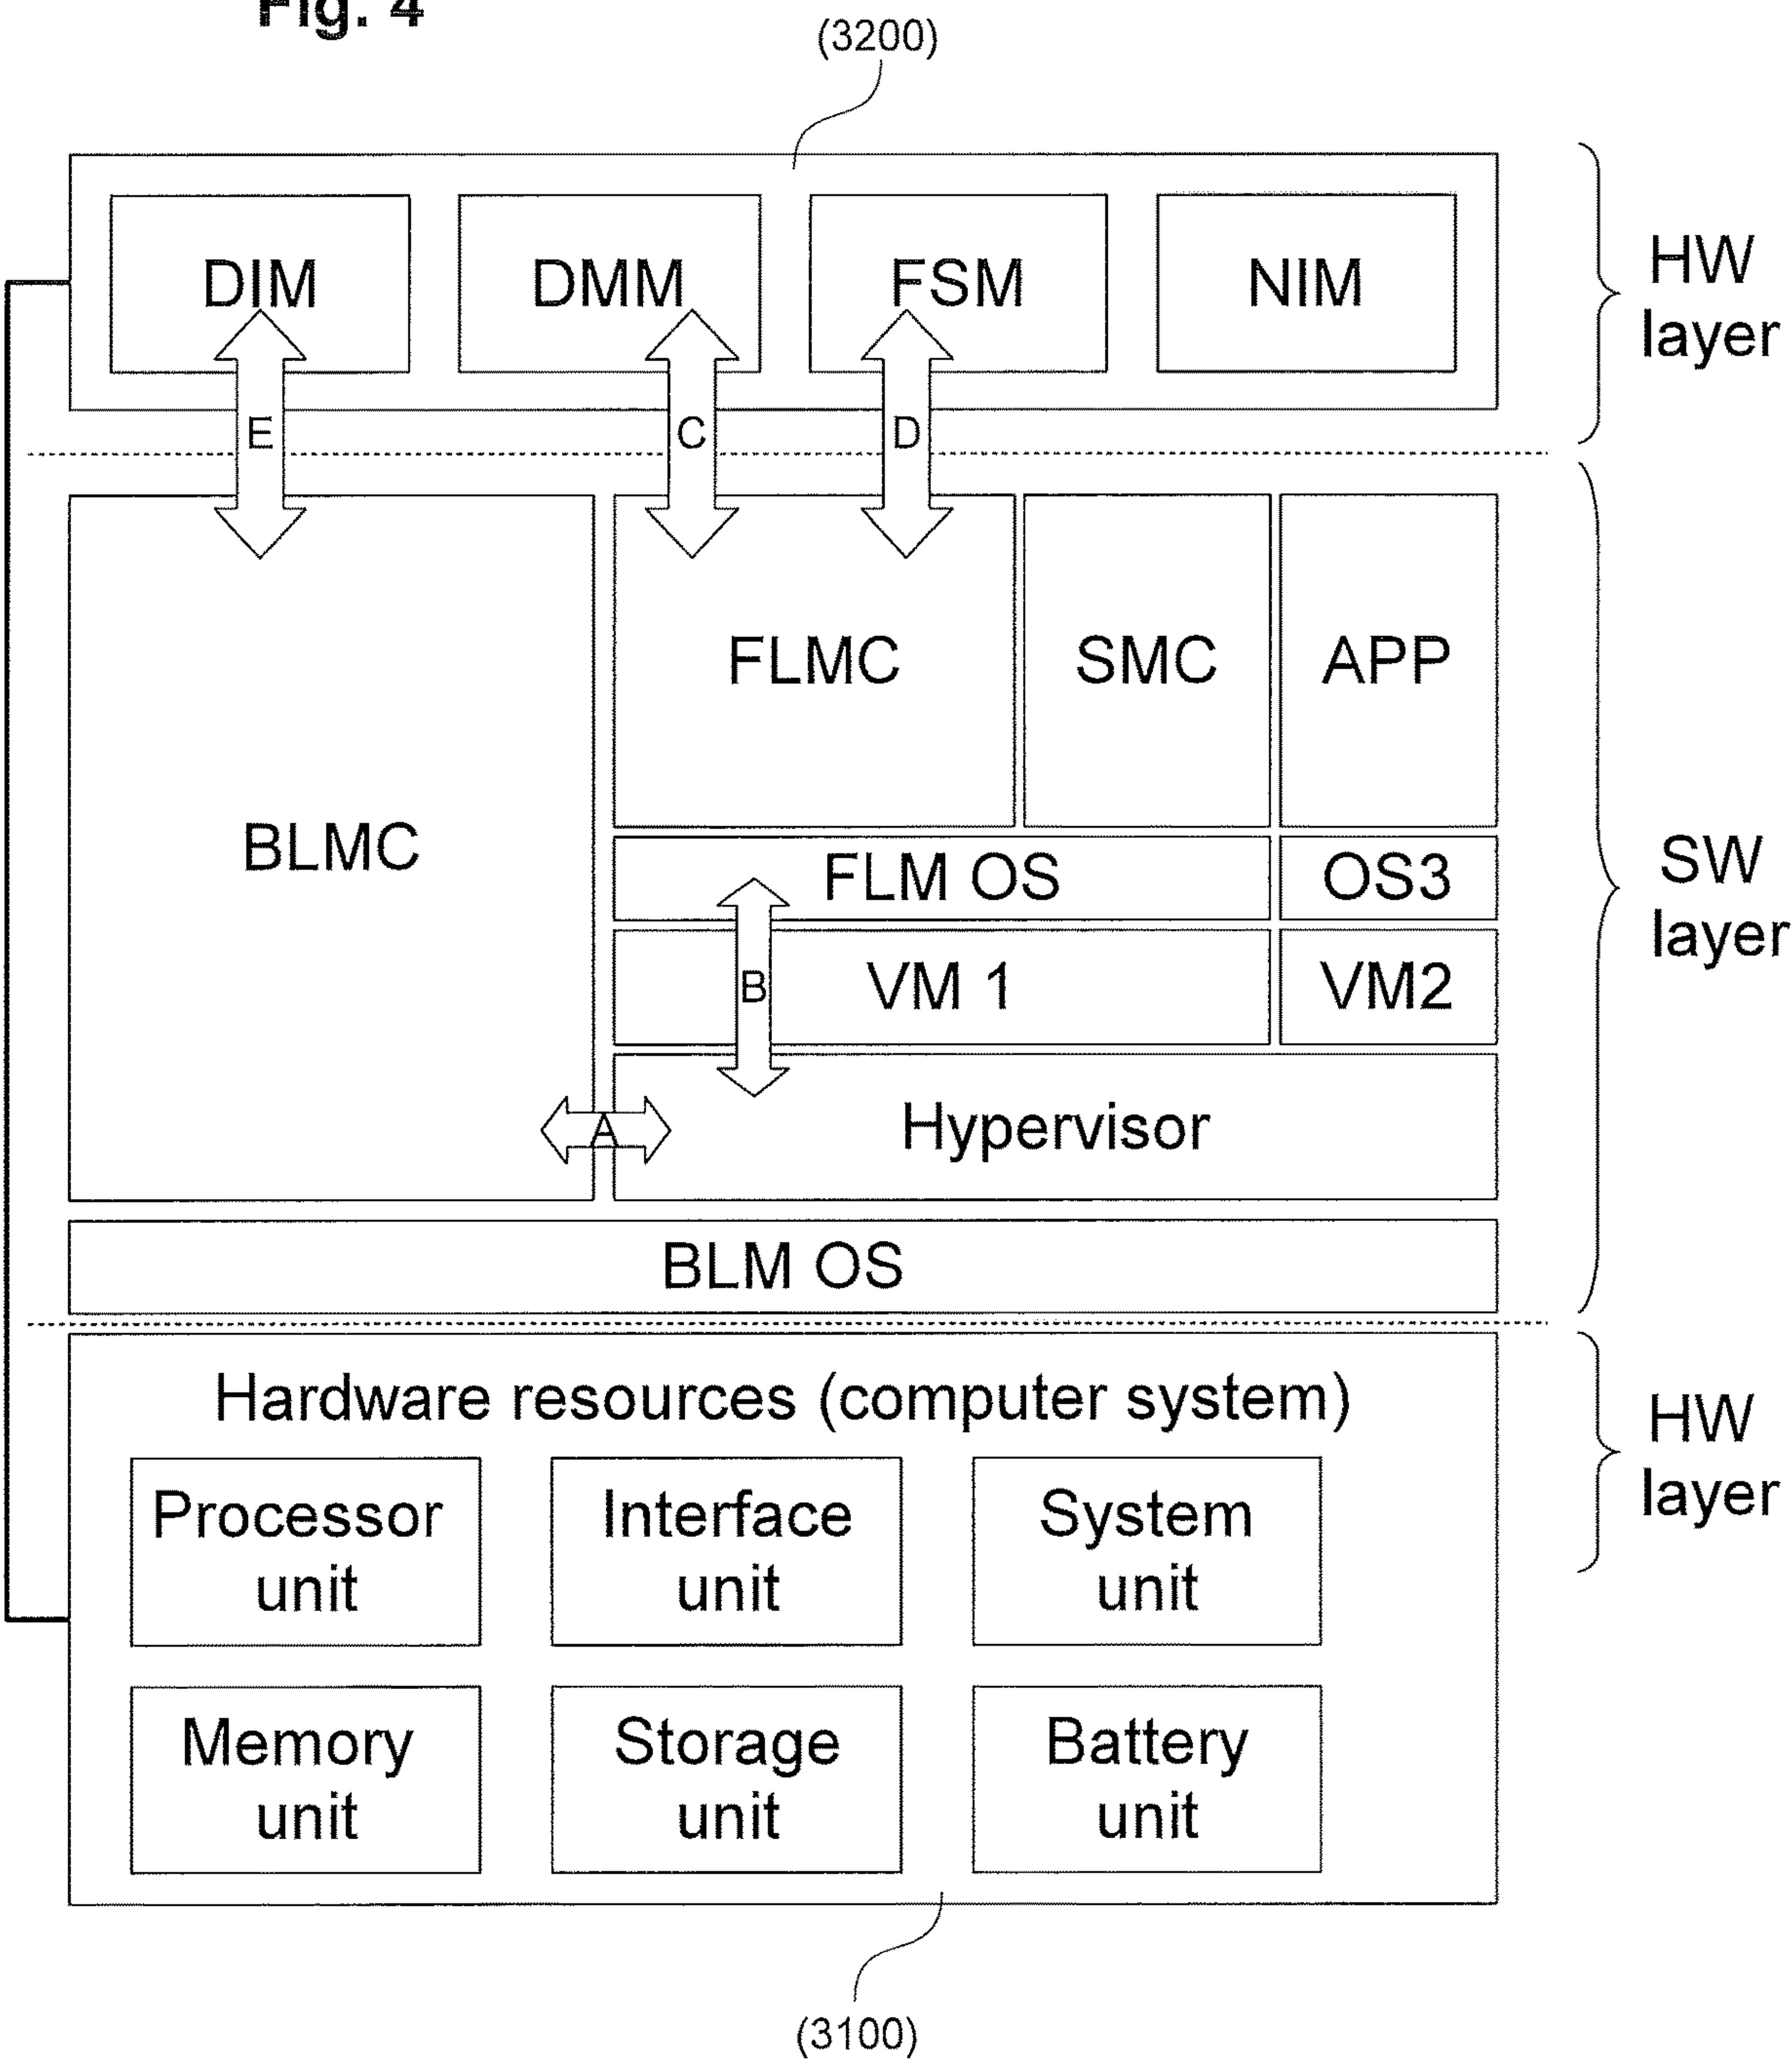 Fig. 4
(3200)
DIM
DMM
FSM
NIM
HW
layer
E
C
D
FLMC
SMC
APP
BLMC
FLM OS
OS3
SW
layer
B
VM 1
VM2
A
Hypervisor
BLM OS
Hardware resources (computer system)
HW
layer
Processor
unit
Interface
unit
System
unit
Memory
unit
Storage
unit
Battery
unit
(3100)